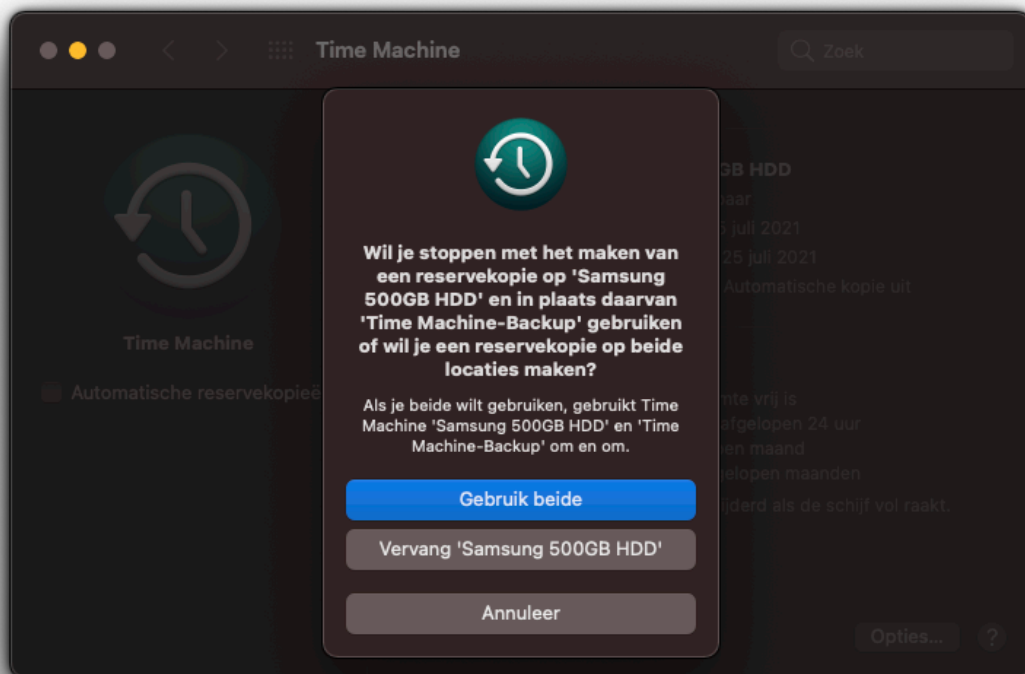 Time Machine
Zoek
Wil je stoppen met het maken van
een reservekopie op 'Samsung
500GB HDD' en in plaats daarvan
'Time Machine-Backup' gebruiken
of wil je een reservekopie op beide
locaties maken?
Als je beide wilt gebruiken, gebruikt Time
Machine 'Samsung 500GB HDD' en 'Time
Machine-Backup' om en om.
Gebruik beide
Vervang 'Samsung 500GB HDD'
Annuleer
Time Machine
Automatische reservekopieë
GB HDD
baar
juli 2021
25 juli 2021
Automatische kopie uit
mte vrij is
afgelopen 24 uur
en maand
gelopen maanden
ijderd als de schijf vol raakt.
Opties...
?